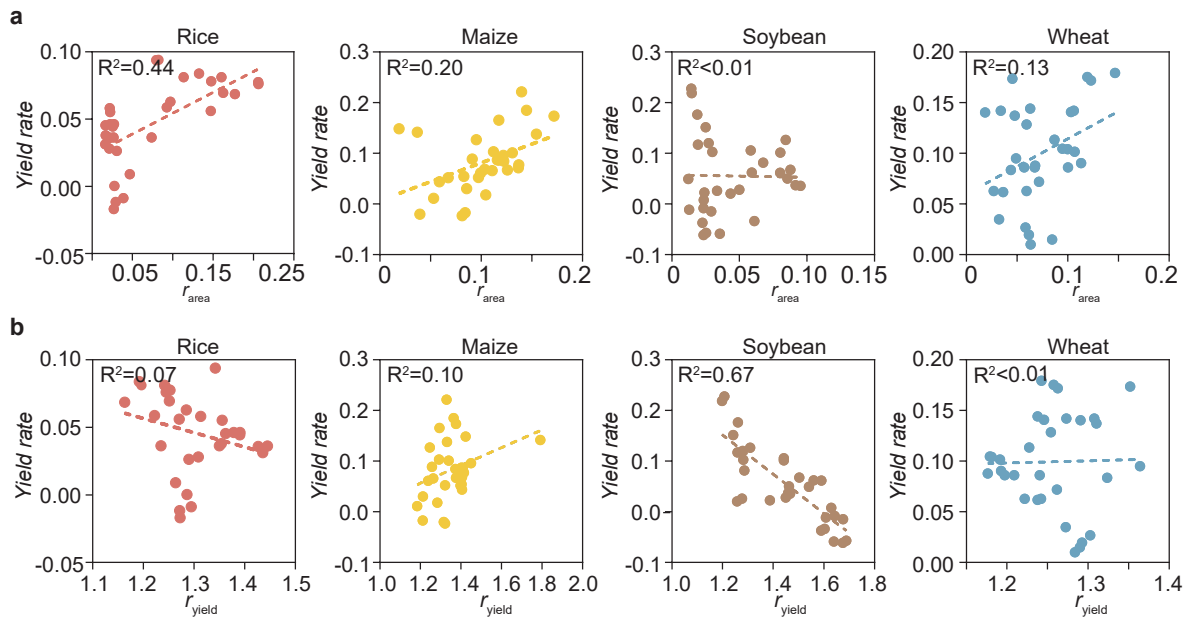 a
Rice
Maize
Soybean
Wheat
R²=0.44
R²=0.20
R²<0.01
R²=0.13
Yield rate
0.10
0.05
0.00
-0.05
0.05
0.15
0.25
r area
Yield rate
0.3
0.2
0.1
0.0
-0.1
0
0.1
0.2
r area
Yield rate
0.3
0.2
0.1
0.0
-0.1
0
0.05
0.10
0.15
r area
Yield rate
0.20
0.15
0.10
0.05
0.00
0
0.1
0.2
r area
b
Rice
Maize
Soybean
Wheat
R²=0.07
R²=0.10
R²=0.67
R²<0.01
Yield rate
0.10
0.05
0.00
-0.05
1.1
1.2
1.3
1.4
1.5
r yield
Yield rate
0.3
0.2
0.1
0.0
-0.1
1.0
1.2
1.4
1.6
1.8
2.0
r yield
Yield rate
0.3
0.2
0.1
0.0
-0.1
1.0
1.2
1.4
1.6
1.8
r yield
Yield rate
0.20
0.15
0.10
0.05
0.00
1.2
1.3
1.4
r yield